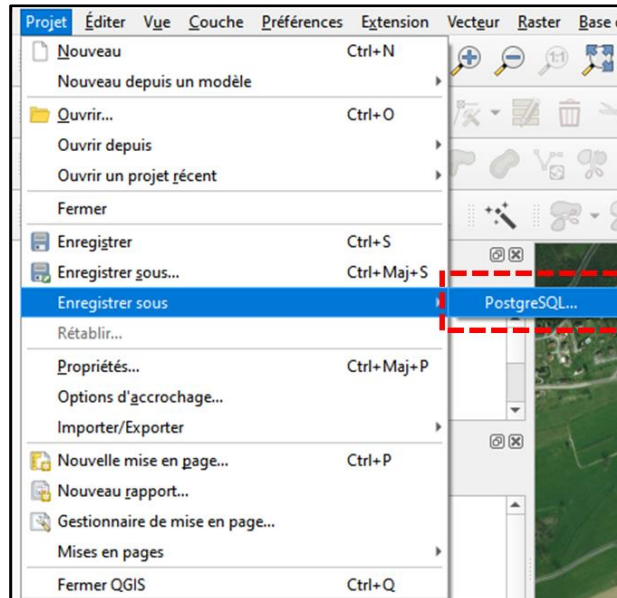 Projet Éditer Vue Couche Préférences Extension Vecteur Raster Base
Nouveau Ctrl+N
Nouveau depuis un modèle
Ouvrir... Ctrl+O
Ouvrir depuis
Ouvrir un projet récent
Fermer
Enregistrer Ctrl+S
Enregistrer sous... Ctrl+Maj+S
Enregistrer sous PostgreSQL...
Rétablir...
Propriétés... Ctrl+Maj+P
Options d'accrochage...
Importer/Exporter
Nouvelle mise en page... Ctrl+P
Nouveau rapport...
Gestionnaire de mise en page...
Mises en pages
Fermer QGIS Ctrl+Q